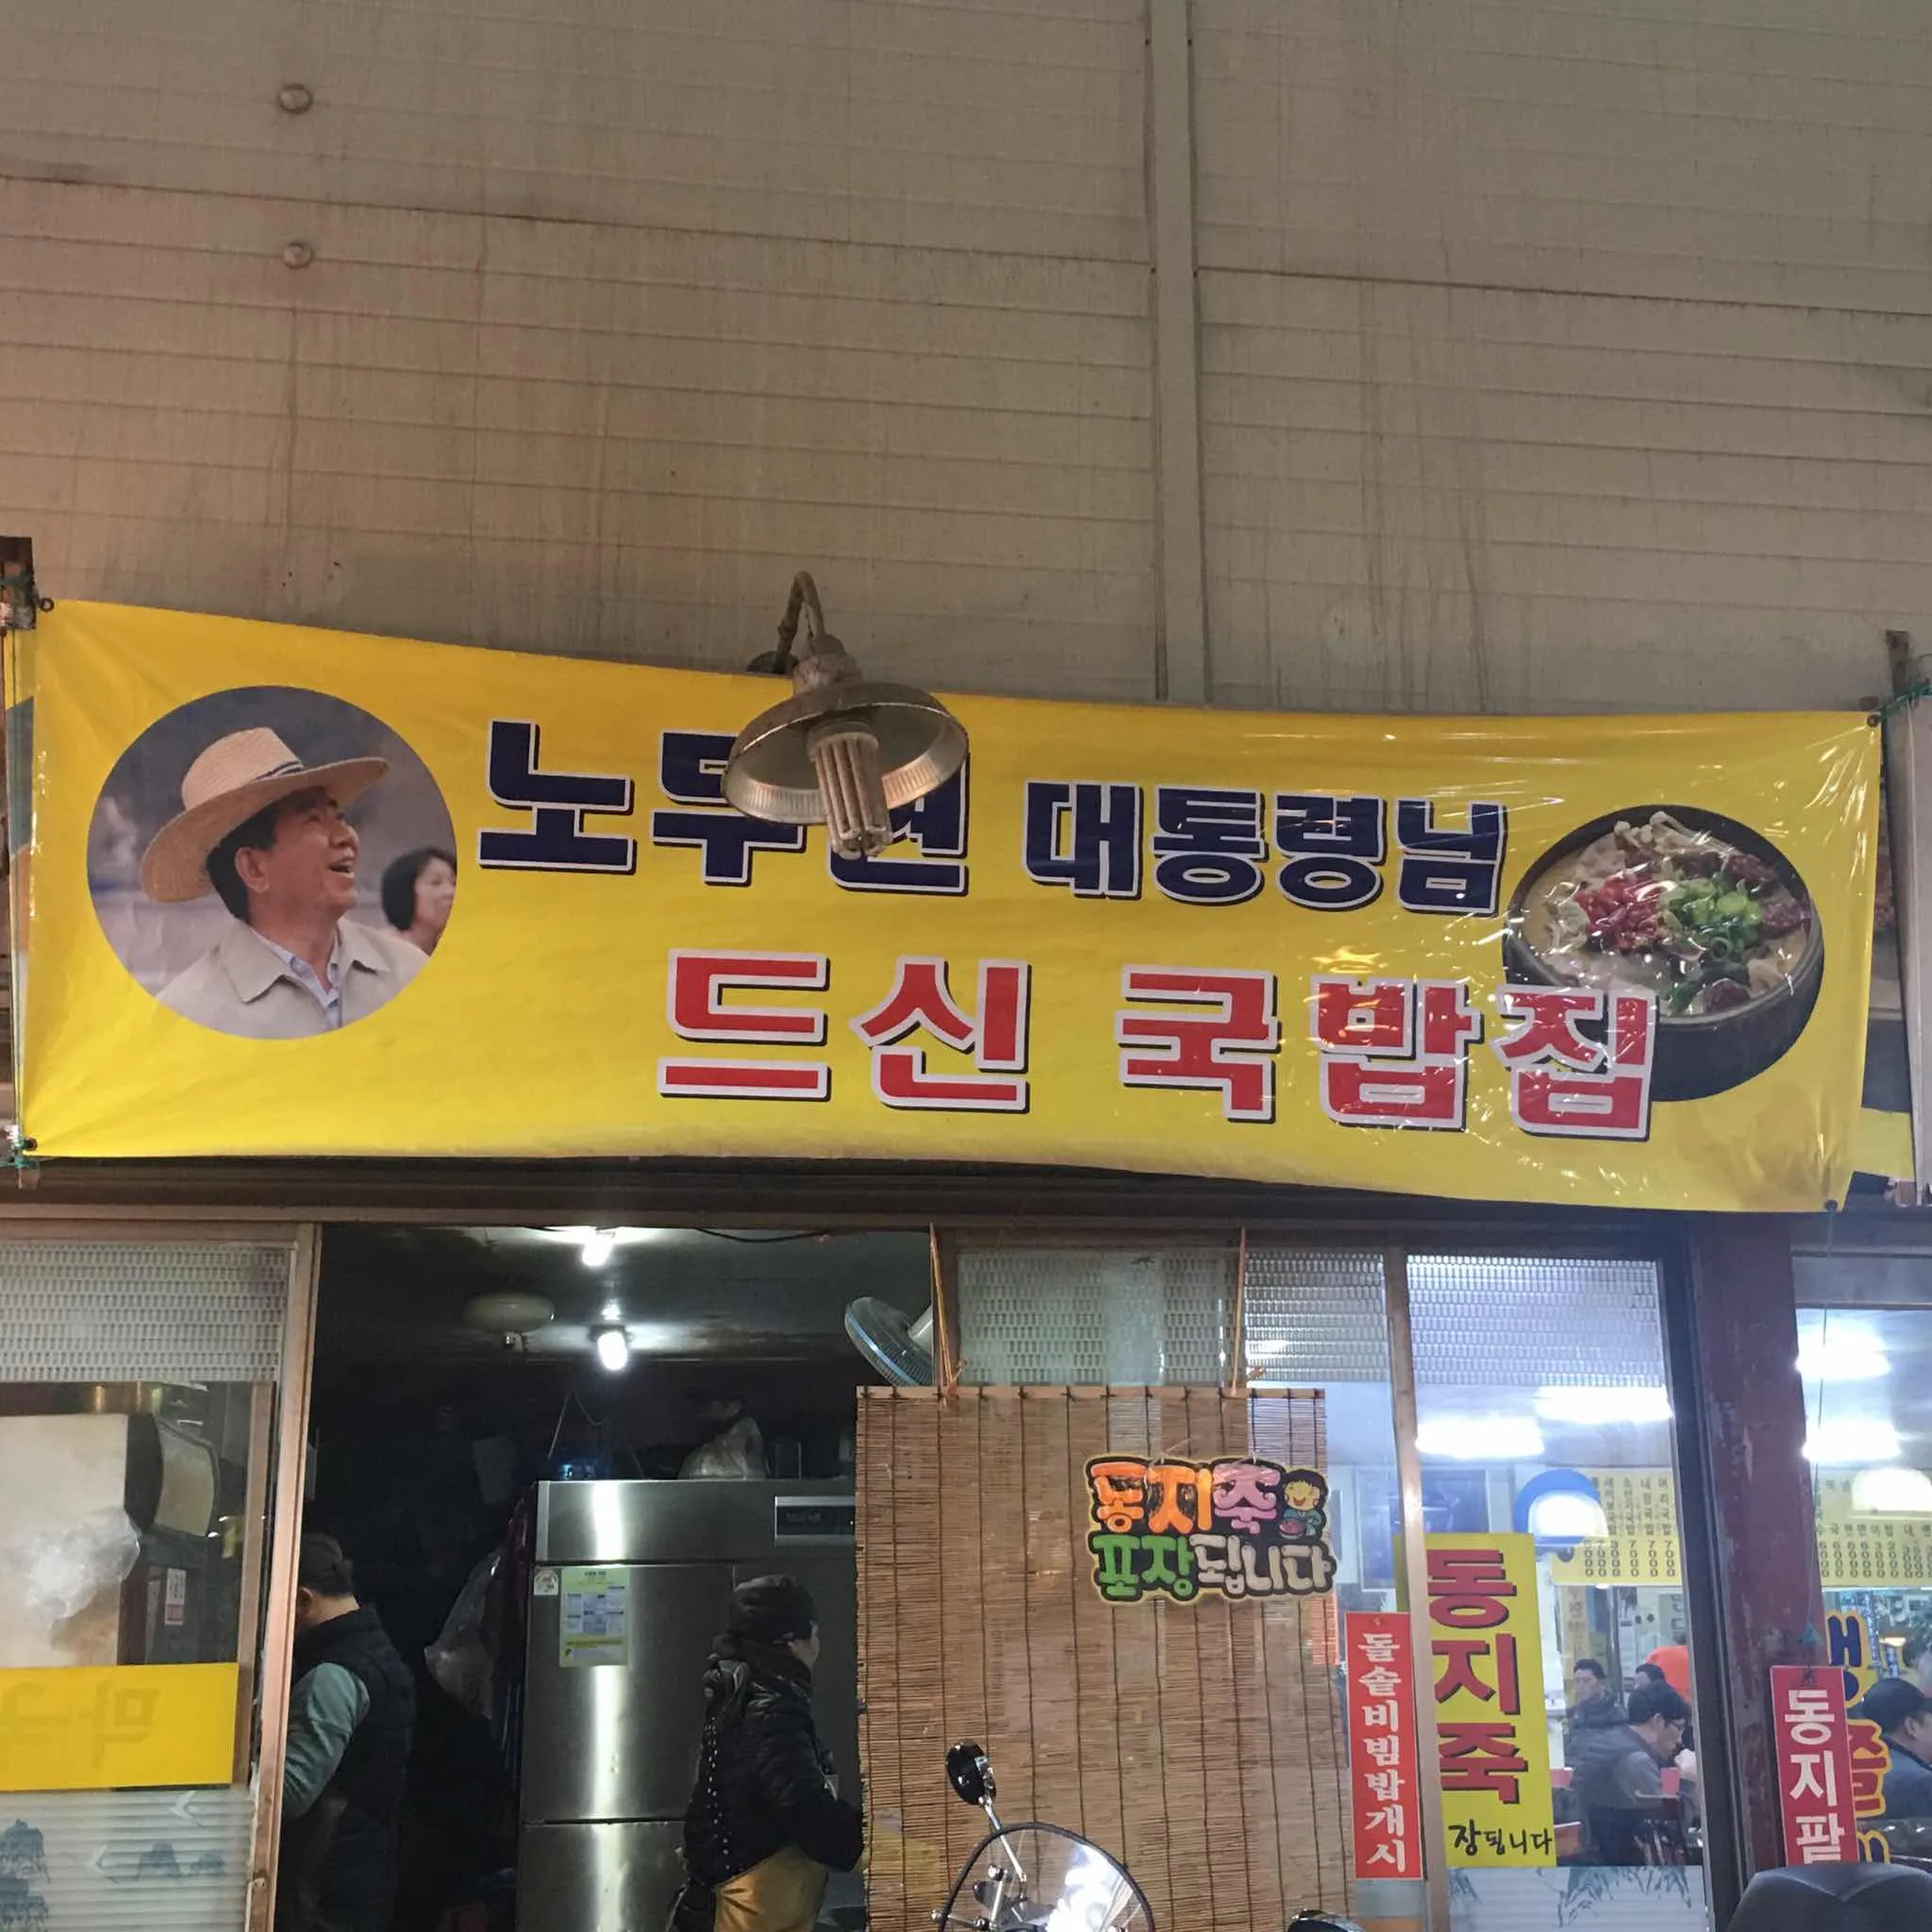 노무현 대통령님
드신 국밥집
동지죽
포장됩니다
돌솥비빔밥개시
동지죽
장됩니다
동지팥